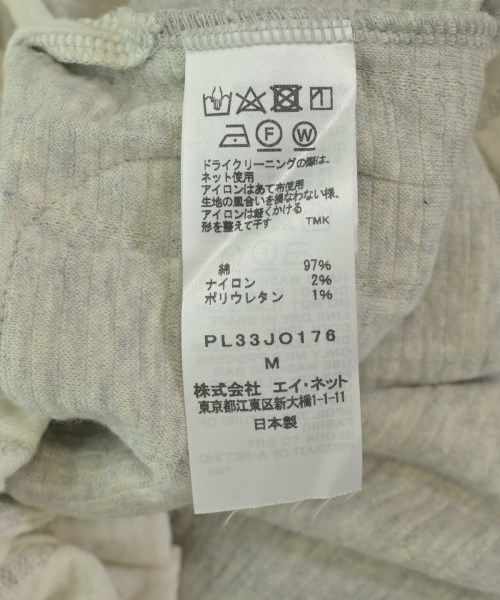 F W
ドライクリーニングの際は、
ネット使用
アイロンはあて布使用
生地の風合いを損なわない様、
アイロンは軽くかける
形を整えて干す TMK
綿 97%
ナイロン 2%
ポリウレタン 1%
PL33JO176
M
株式会社 エイ・ネット
東京都江東区新大橋1-1-11
日本製